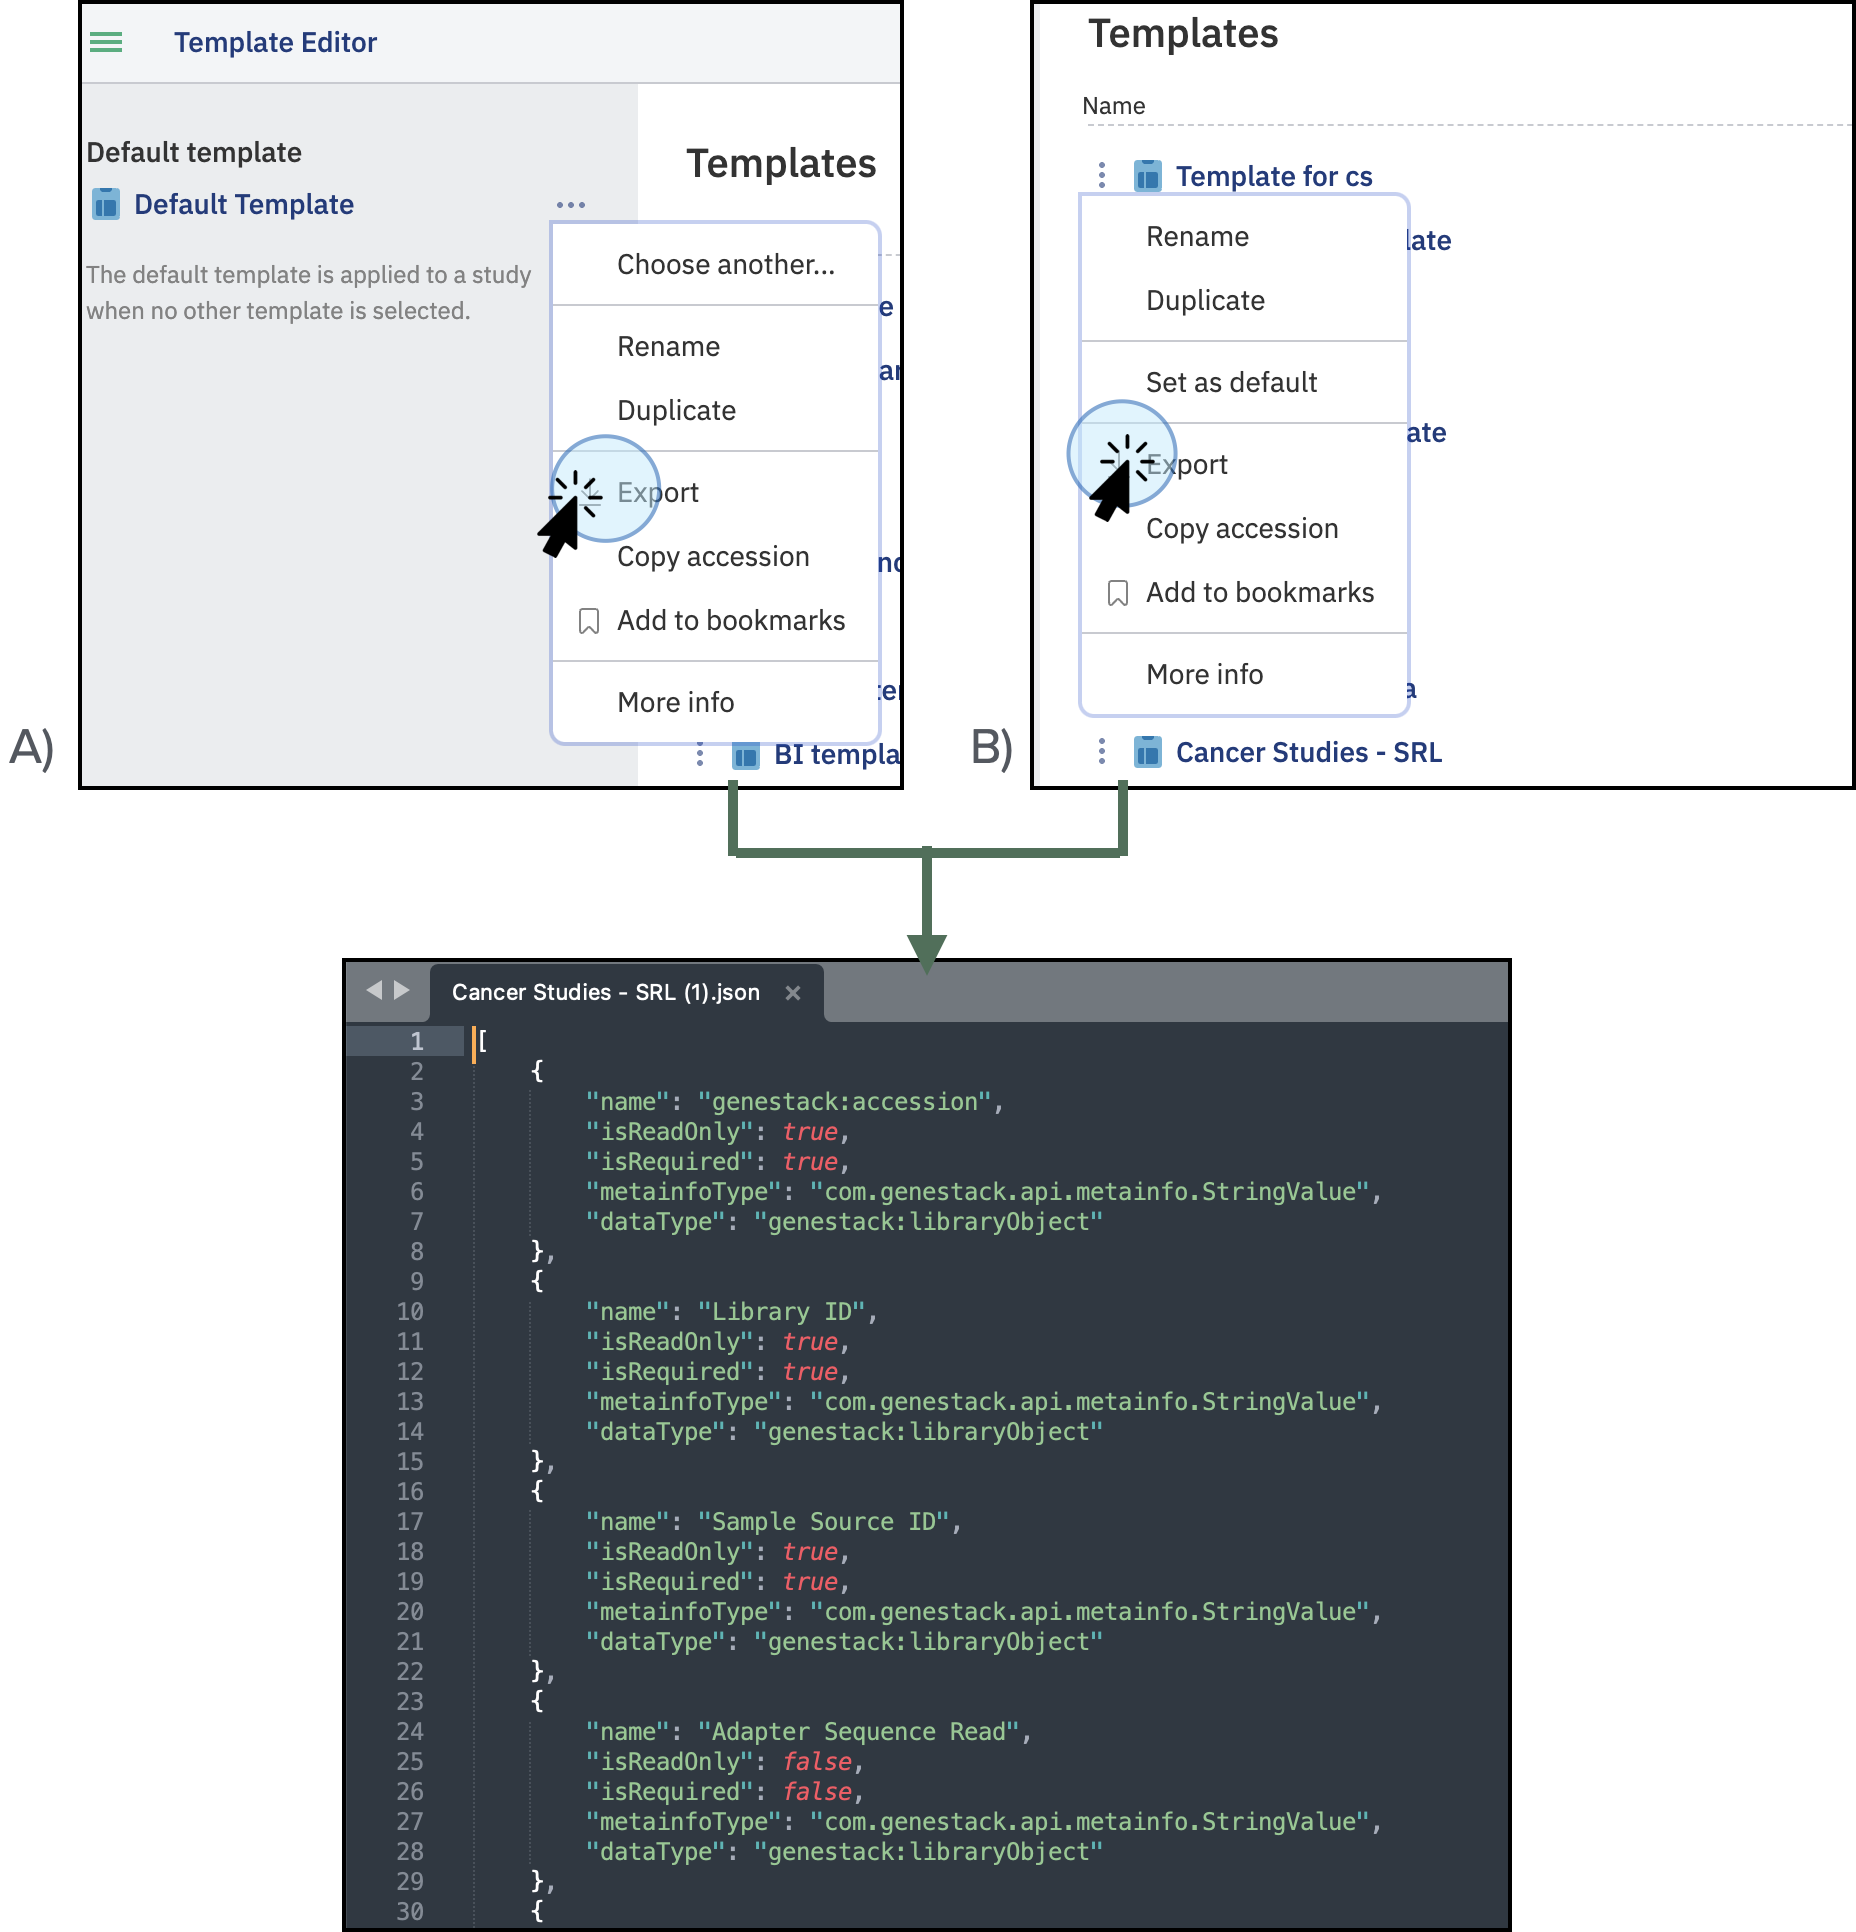 Template Editor
Default template
Default Template
The default template is applied to a study
when no other template is selected.
Templates
Choose another...
Rename
Duplicate
Export
Copy accession
Add to bookmarks
More info
BI templa
A)
Templates
Name
Template for cs
Rename
late
Duplicate
Set as default
ate
Export
Copy accession
Add to bookmarks
More info
a
Cancer Studies - SRL
B)
Cancer Studies - SRL (1).json ×
1 [
2 {
3 "name": "genestack:accession",
4 "isReadOnly": true,
5 "isRequired": true,
6 "metainfoType": "com.genestack.api.metainfo.StringValue",
7 "dataType": "genestack:libraryObject"
8 },
9 {
10 "name": "Library ID",
11 "isReadOnly": true,
12 "isRequired": true,
13 "metainfoType": "com.genestack.api.metainfo.StringValue",
14 "dataType": "genestack:libraryObject"
15 },
16 {
17 "name": "Sample Source ID",
18 "isReadOnly": true,
19 "isRequired": true,
20 "metainfoType": "com.genestack.api.metainfo.StringValue",
21 "dataType": "genestack:libraryObject"
22 },
23 {
24 "name": "Adapter Sequence Read",
25 "isReadOnly": false,
26 "isRequired": false,
27 "metainfoType": "com.genestack.api.metainfo.StringValue",
28 "dataType": "genestack:libraryObject"
29 },
30 {